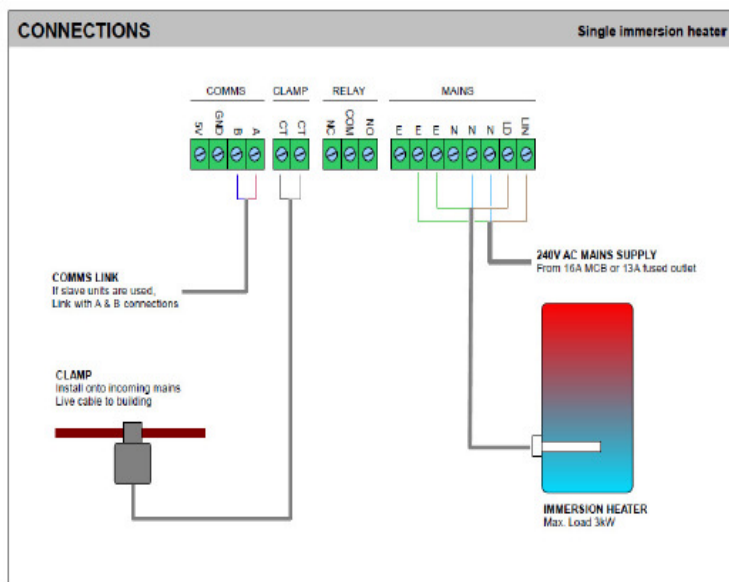 CONNECTIONS
Single immersion heater
COMMS CLAMP RELAY MAINS
5V GND B A CT CT NC COM NO E E E N N N LD LIN
COMMS LINK
If slave units are used,
Link with A & B connections
240V AC MAINS SUPPLY
From 16A MCB or 13A fused outlet
CLAMP
Install onto incoming mains
Live cable to building
IMMERSION HEATER
Max. Load 3kW